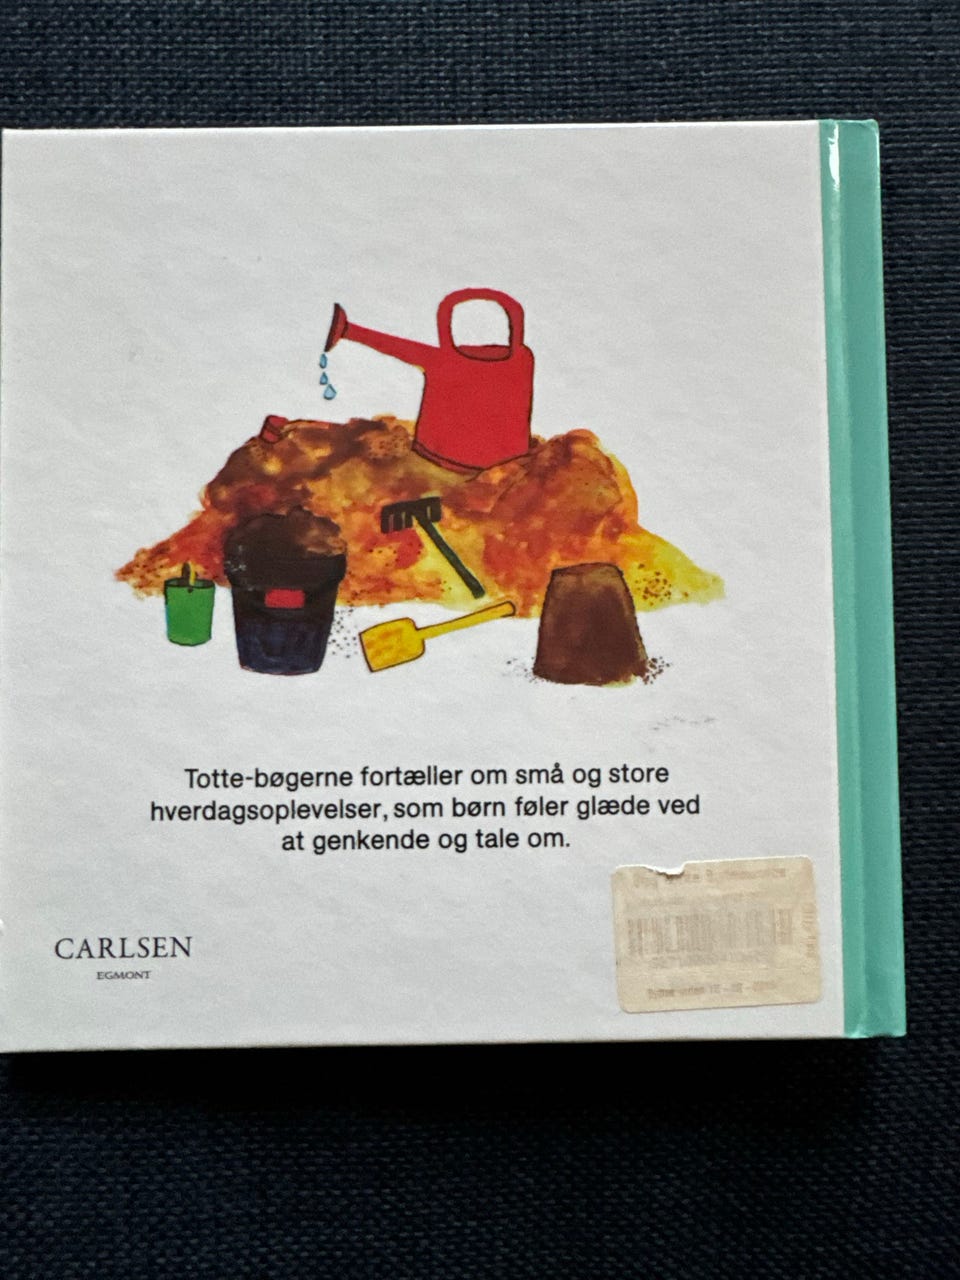 Totte-bøgerne fortæller om små og store
hverdagsoplevelser, som børn føler glæde ved
at genkende og tale om.
CARLSEN
EGMONT